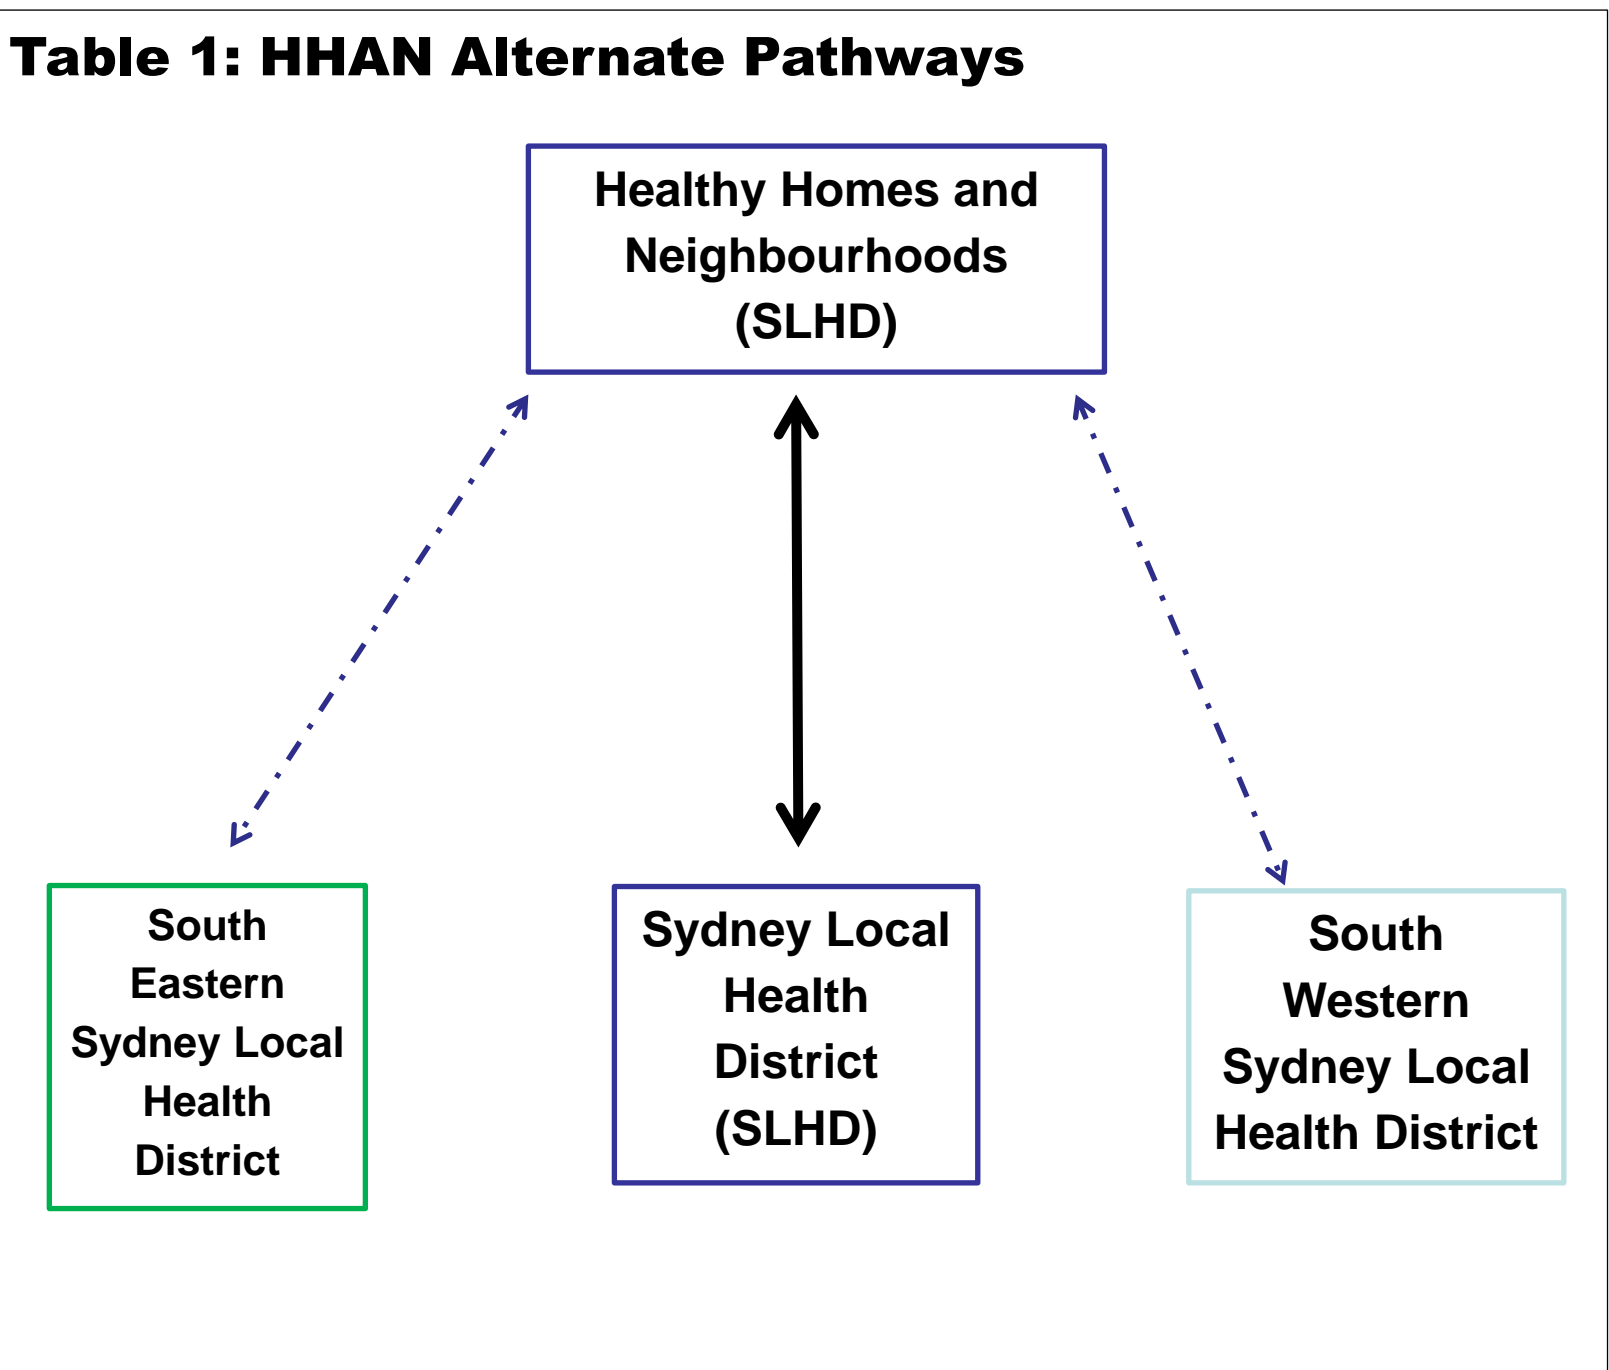 Table 1: HHAN Alternate Pathways
Healthy Homes and
Neighbourhoods
(SLHD)
South
Eastern
Sydney Local
Health
District
Sydney Local
Health
District
(SLHD)
South
Western
Sydney Local
Health District